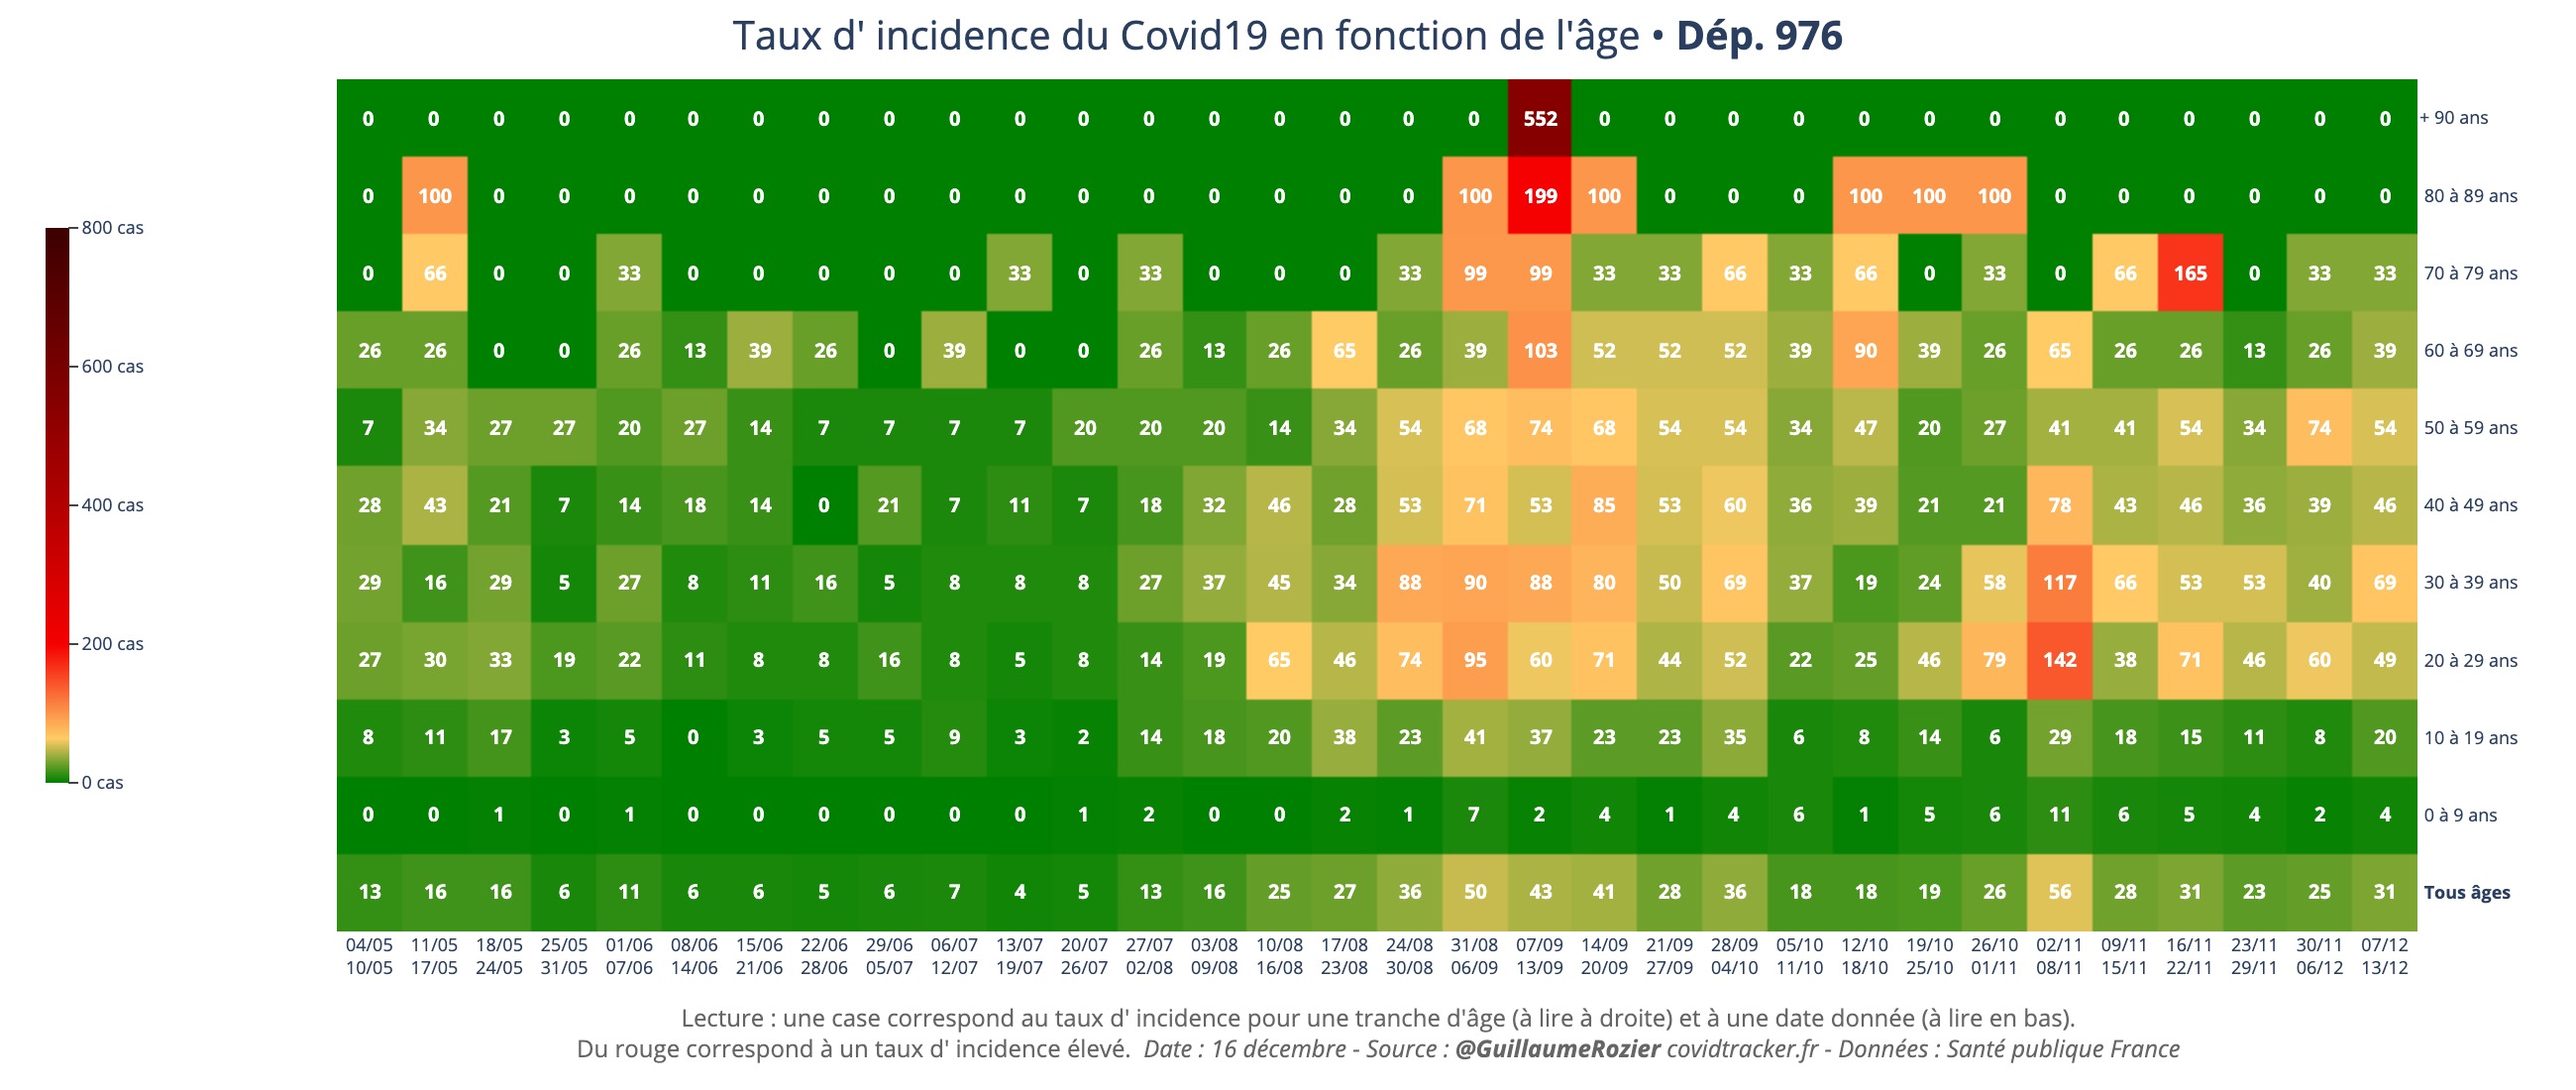 Taux d' incidence du Covid19 en fonction de l'âge • Dép. 976
800 cas
600 cas
400 cas
200 cas
0 cas
0 0 0 0 0 0 0 0 0 0 0 0 0 0 0 0 0 0 552 0 0 0 0 0 0 0 0 0 0 0 0 0 + 90 ans
0 100 0 0 0 0 0 0 0 0 0 0 0 0 0 0 0 100 199 100 0 0 0 100 100 100 0 0 0 0 0 0 80 à 89 ans
0 66 0 0 33 0 0 0 0 0 33 0 33 0 0 0 33 99 99 33 33 66 33 66 0 33 0 66 165 0 33 33 70 à 79 ans
26 26 0 0 26 13 39 26 0 39 0 0 26 13 26 65 26 39 103 52 52 52 39 90 39 26 65 26 26 13 26 39 60 à 69 ans
7 34 27 27 20 27 14 7 7 7 7 20 20 20 14 34 54 68 74 68 54 54 34 47 20 27 41 41 54 34 74 54 50 à 59 ans
28 43 21 7 14 18 14 0 21 7 11 7 18 32 46 28 53 71 53 85 53 60 36 39 21 21 78 43 46 36 39 46 40 à 49 ans
29 16 29 5 27 8 11 16 5 8 8 8 27 37 45 34 88 90 88 80 50 69 37 19 24 58 117 66 53 53 40 69 30 à 39 ans
27 30 33 19 22 11 8 8 16 8 5 8 14 19 65 46 74 95 60 71 44 52 22 25 46 79 142 38 71 46 60 49 20 à 29 ans
8 11 17 3 5 0 3 5 5 9 3 2 14 18 20 38 23 41 37 23 23 35 6 8 14 6 29 18 15 11 8 20 10 à 19 ans
0 0 1 0 1 0 0 0 0 0 0 1 2 0 0 2 1 7 2 4 1 4 6 1 5 6 11 6 5 4 2 4 0 à 9 ans
13 16 16 6 11 6 6 5 6 7 4 5 13 16 25 27 36 50 43 41 28 36 18 18 19 26 56 28 31 23 25 31 Tous âges
04/05 11/05 18/05 25/05 01/06 08/06 15/06 22/06 29/06 06/07 13/07 20/07 27/07 03/08 10/08 17/08 24/08 31/08 07/09 14/09 21/09 28/09 05/10 12/10 19/10 26/10 02/11 09/11 16/11 23/11 30/11 07/12
10/05 17/05 24/05 31/05 07/06 14/06 21/06 28/06 05/07 12/07 19/07 26/07 02/08 09/08 16/08 23/08 30/08 06/09 13/09 20/09 27/09 04/10 11/10 18/10 25/10 01/11 08/11 15/11 22/11 29/11 06/12 13/12
Lecture : une case correspond au taux d' incidence pour une tranche d'âge (à lire à droite) et à une date donnée (à lire en bas).
Du rouge correspond à un taux d' incidence élevé. Date : 16 décembre - Source : @GuillaumeRozier covidtracker.fr - Données : Santé publique France